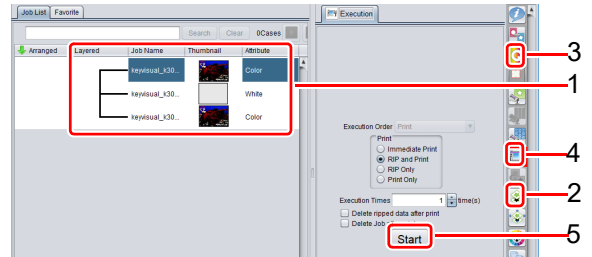 Job List Favorite
Search Clear 0Cases
Arranged Layered Job Name Thumbnail Attribute
keyvisual_k30... Color
keyvisual_k30... White
keyvisual_k30... Color
Execution
Execution Order Print
Print
Immediate Print
RIP and Print
RIP Only
Print Only
Execution Times 1 time(s)
Delete ripped data after print
Delete Job
Start
3
1
4
2
5